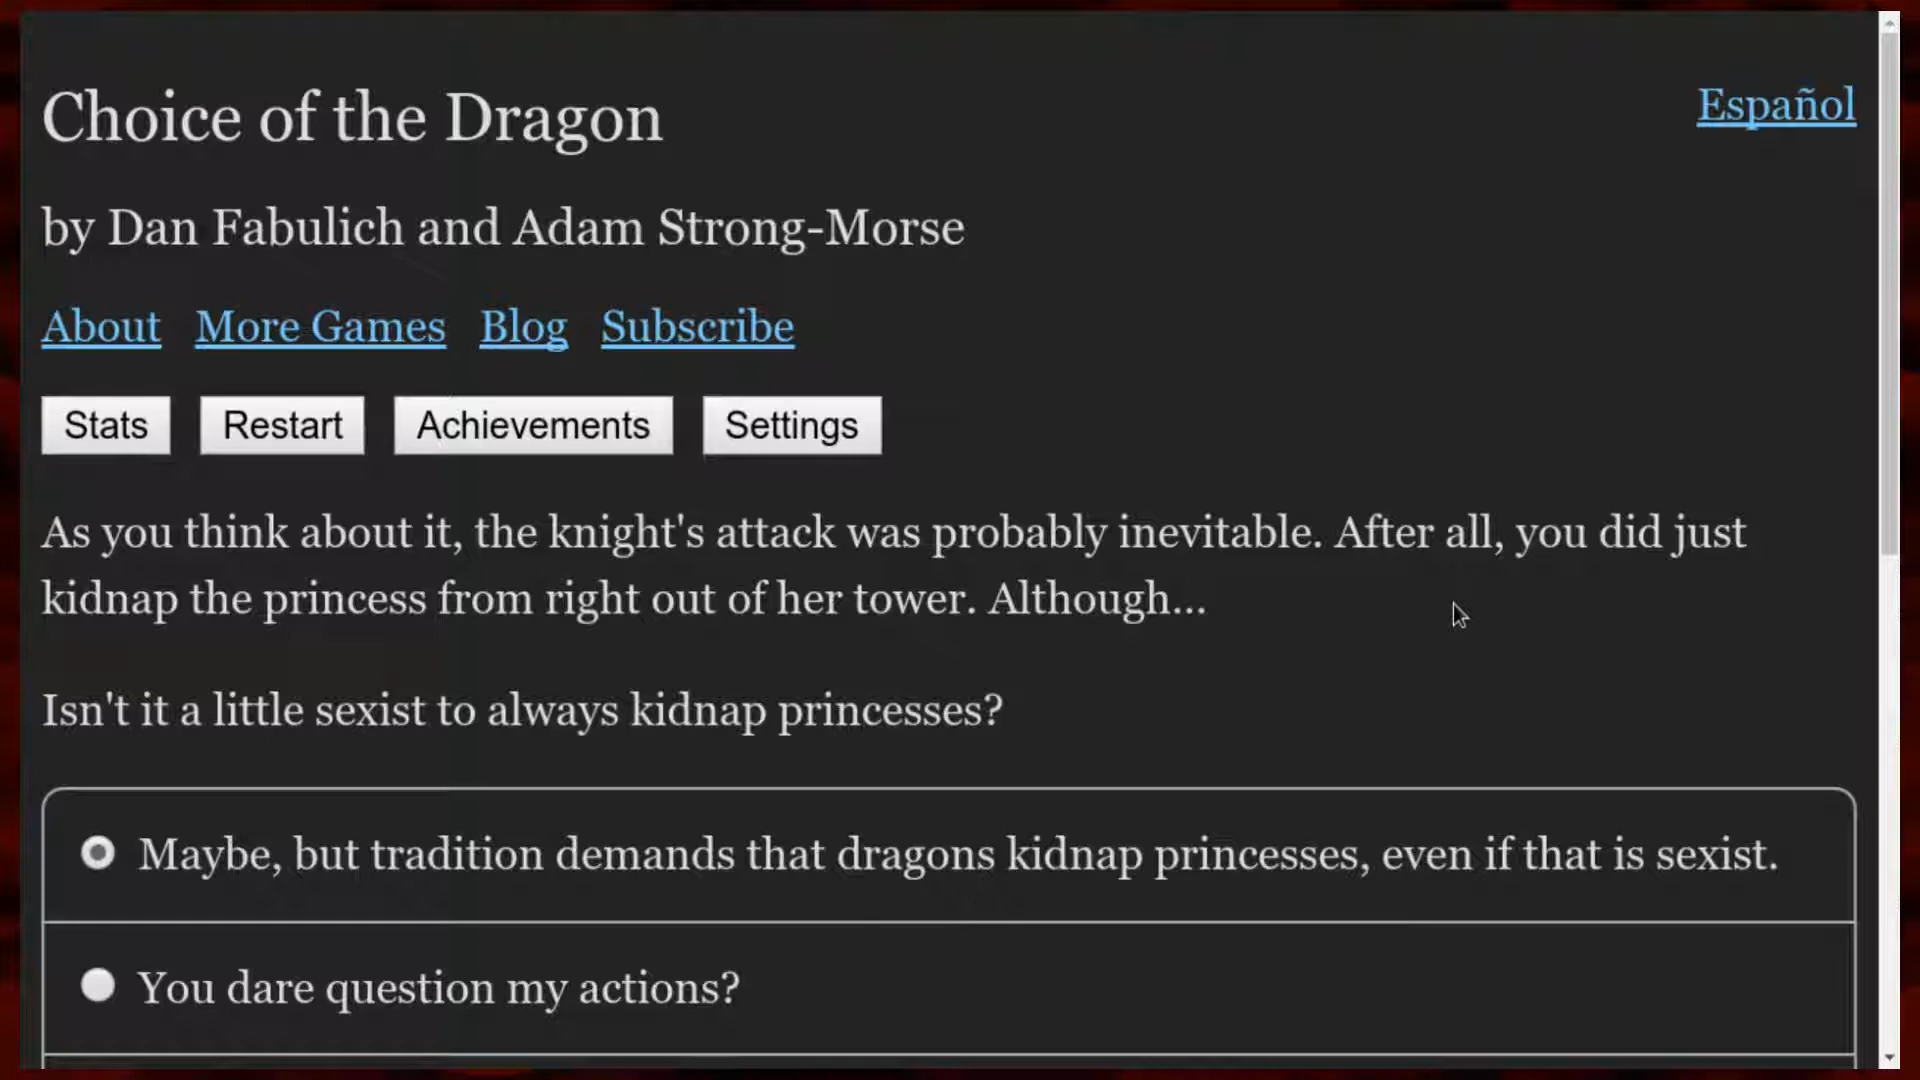 Choice of the Dragon
Español
by Dan Fabulich and Adam Strong-Morse
About More Games Blog Subscribe
Stats Restart Achievements Settings
As you think about it, the knight's attack was probably inevitable. After all, you did just
kidnap the princess from right out of her tower. Although...
Isn't it a little sexist to always kidnap princesses?
Maybe, but tradition demands that dragons kidnap princesses, even if that is sexist.
You dare question my actions?